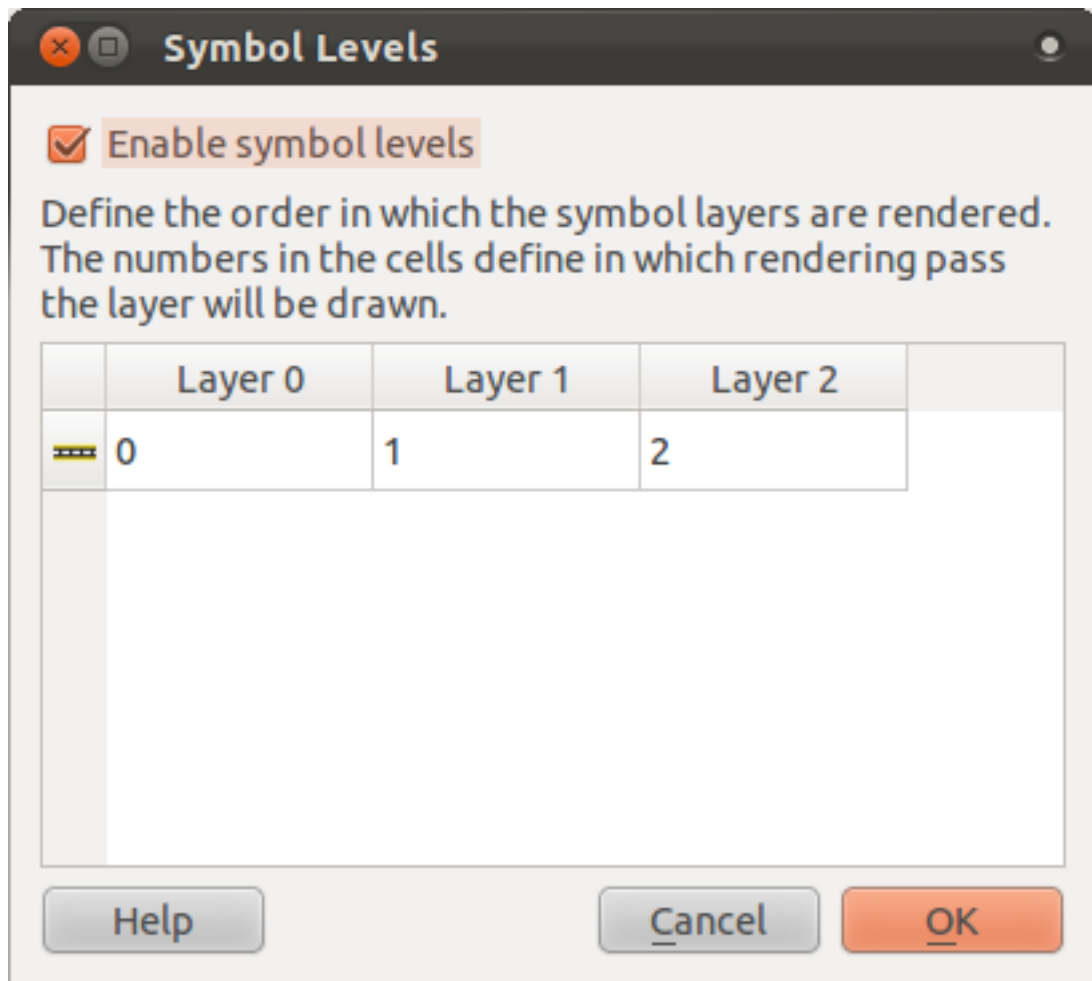 Symbol Levels
Enable symbol levels
Define the order in which the symbol layers are rendered.
The numbers in the cells define in which rendering pass
the layer will be drawn.
Layer 0 Layer 1 Layer 2
0 1 2
Help Cancel OK